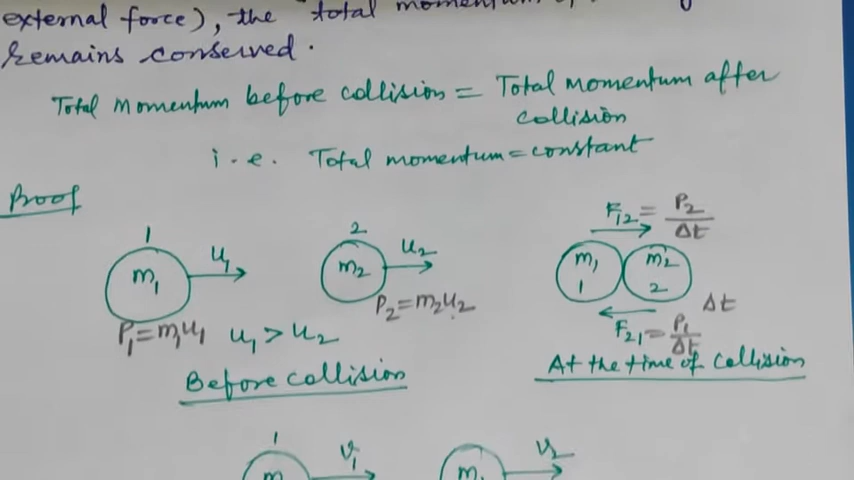 external force), the total momentum
remains conserved.
Total Momentum before collision = Total momentum after
collision
i.e. Total momentum = constant
Proof
1
m₁
u₁
P₁=m₁u₁
2
m₂
u₂
P₂=m₂u₂
u₁ > u₂
Before collision
F₁₂ = P₂/Δt
m₁
1
m₂
2
Δt
F₂₁ = P₁/Δt
At the time of collision
1
v₁
v₂